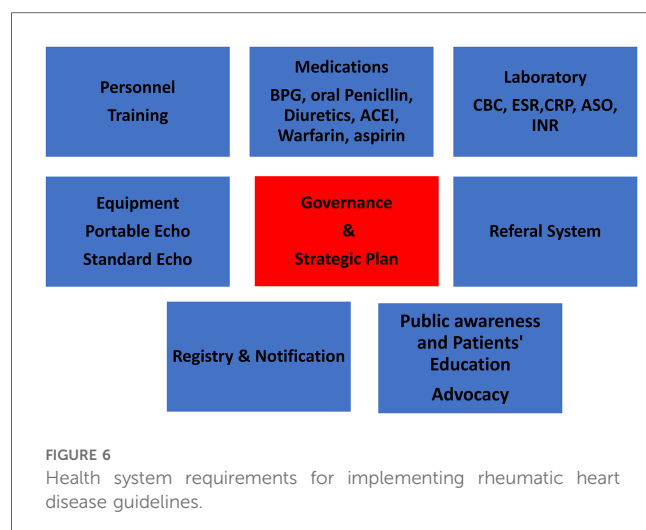 Personnel
Training
Medications
BPG, oral Penicllin,
Diuretics, ACEI,
Warfarin, aspirin
Laboratory
CBC, ESR,CRP, ASO,
INR
Equipment
Portable Echo
Standard Echo
Governance
&
Strategic Plan
Referal System
Registry & Notification
Public awareness
and Patients'
Education
Advocacy
FIGURE 6
Health system requirements for implementing rheumatic heart
disease guidelines.